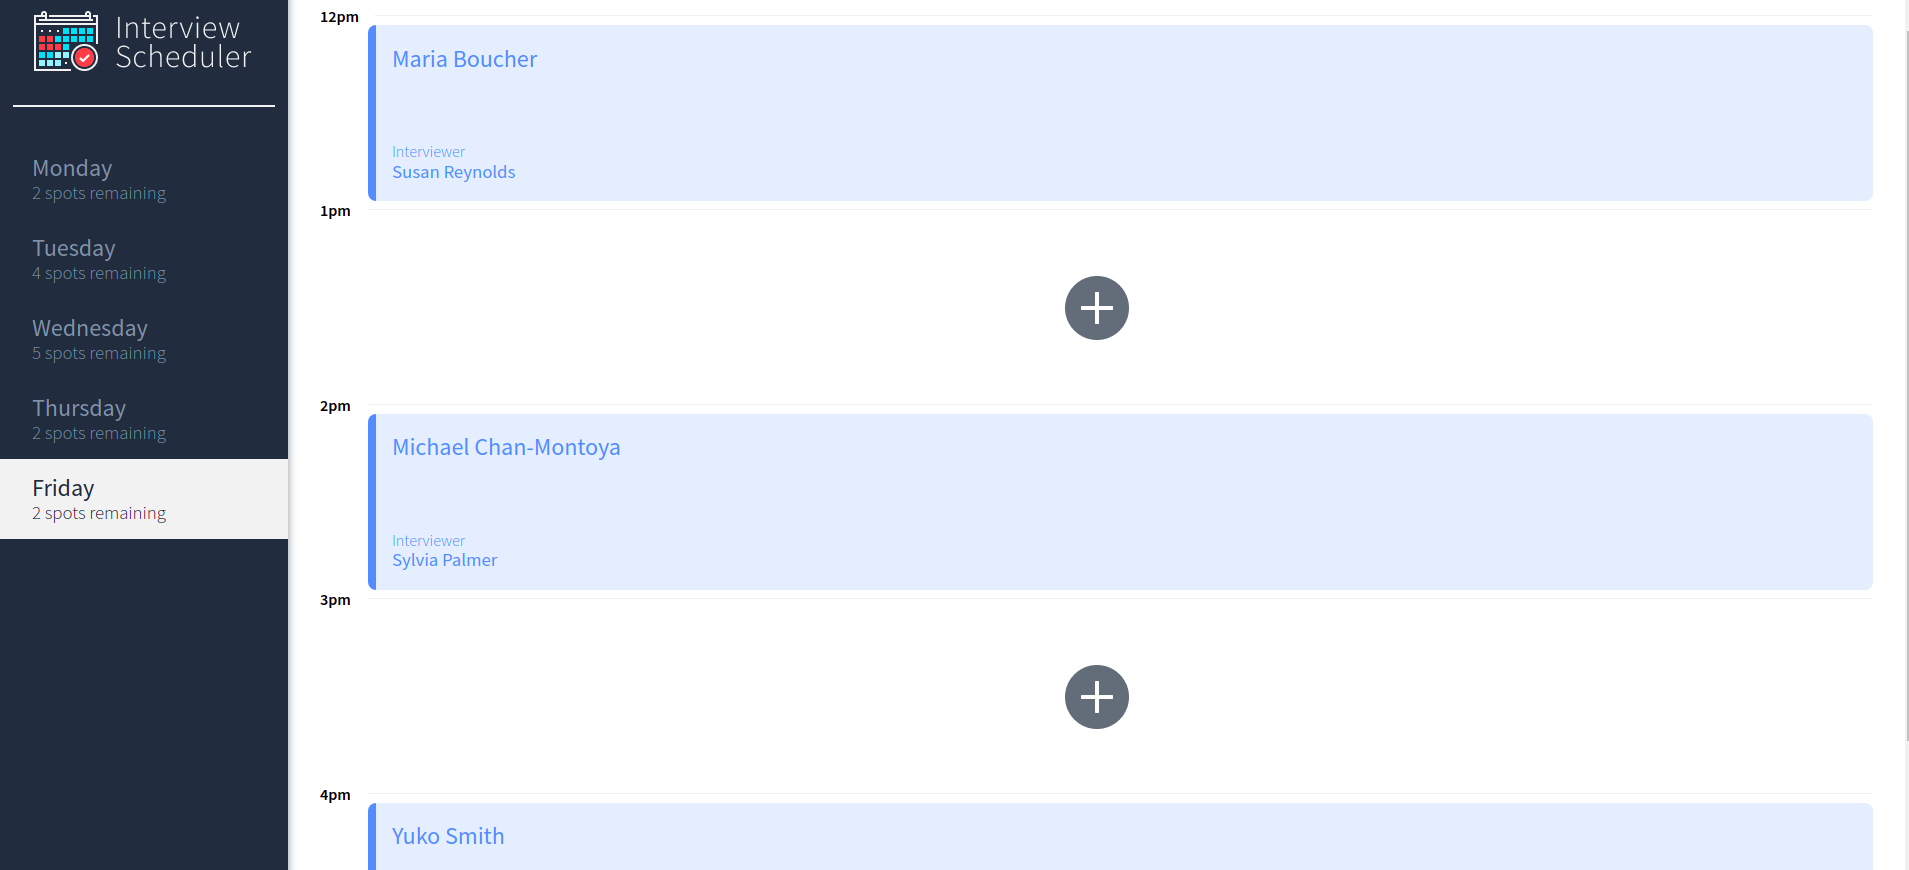 Interview
Scheduler
Monday
2 spots remaining
Tuesday
4 spots remaining
Wednesday
5 spots remaining
Thursday
2 spots remaining
Friday
2 spots remaining
12pm
Maria Boucher
Interviewer
Susan Reynolds
1pm
2pm
Michael Chan-Montoya
Interviewer
Sylvia Palmer
3pm
4pm
Yuko Smith